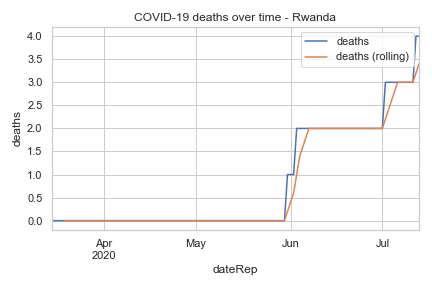 COVID-19 deaths over time - Rwanda
deaths
deaths (rolling)
4.0
3.5
3.0
2.5
2.0
1.5
1.0
0.5
0.0
deaths
Apr
2020
May
Jun
Jul
dateRep